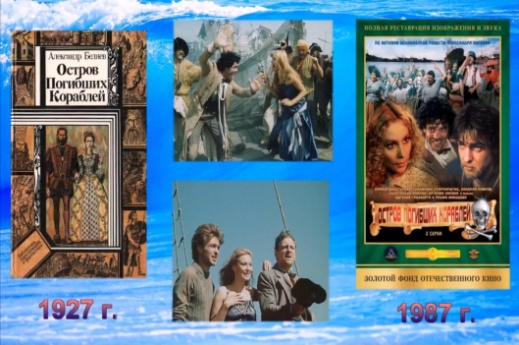 Александр Беляев
Остров
Погибших
Кораблей
1927 г.
ПОЛНАЯ РЕСТАВРАЦИЯ ИЗОБРАЖЕНИЯ И ЗВУКА
ОСТРОВ ПОГИБШИХ КОРАБЛЕЙ
2 СЕРИИ
ЗОЛОТОЙ ФОНД ОТЕЧЕСТВЕННОГО КИНО
1987 г.